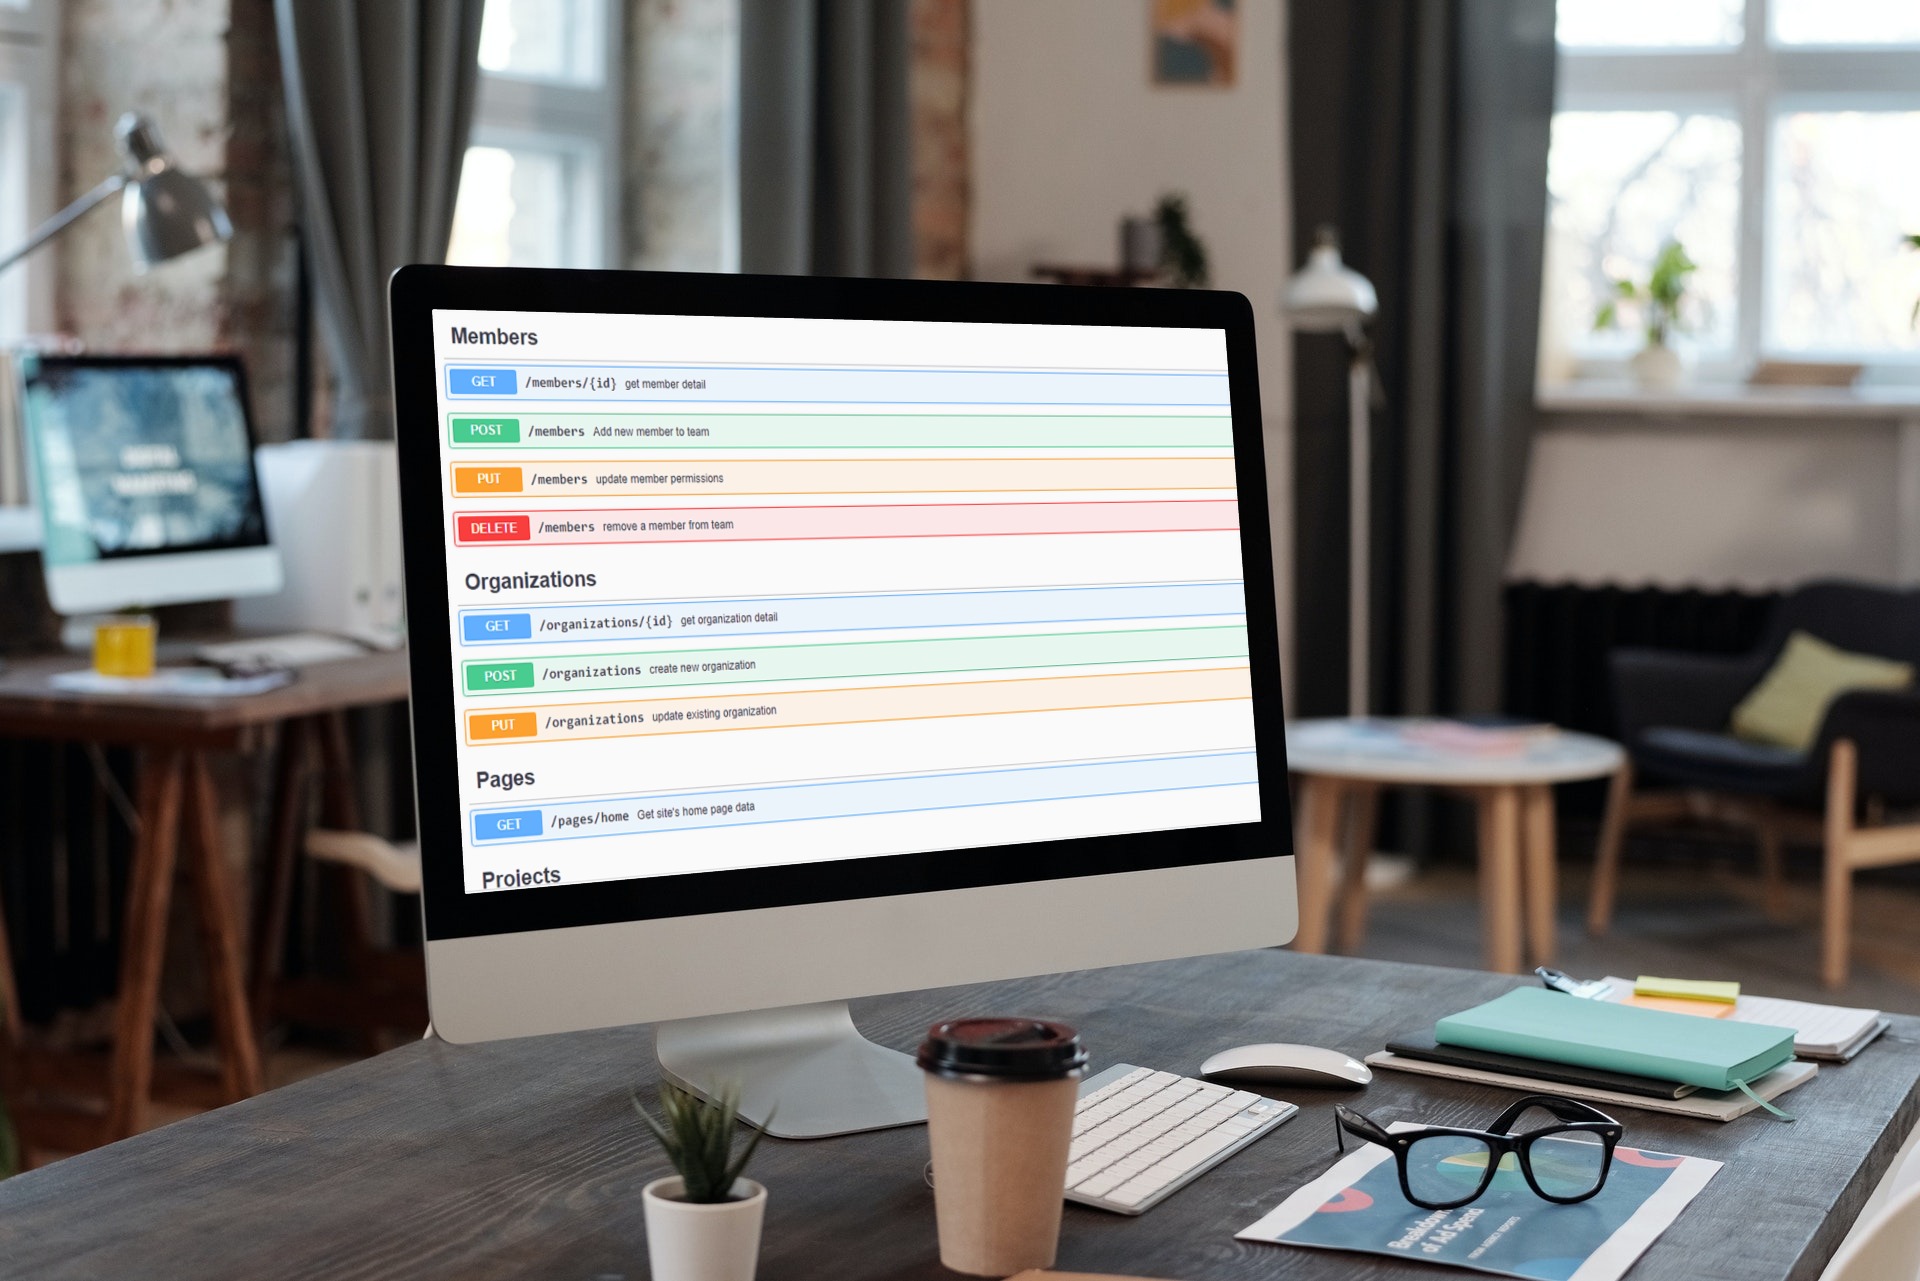 Members
GET /members/{id} get member detail
POST /members Add new member to team
PUT /members update member permissions
DELETE /members remove a member from team
Organizations
GET /organizations/{id} get organization detail
POST /organizations create new organization
PUT /organizations update existing organization
Pages
GET /pages/home Get site's home page data
Projects
Breakdown
of Ad Spend